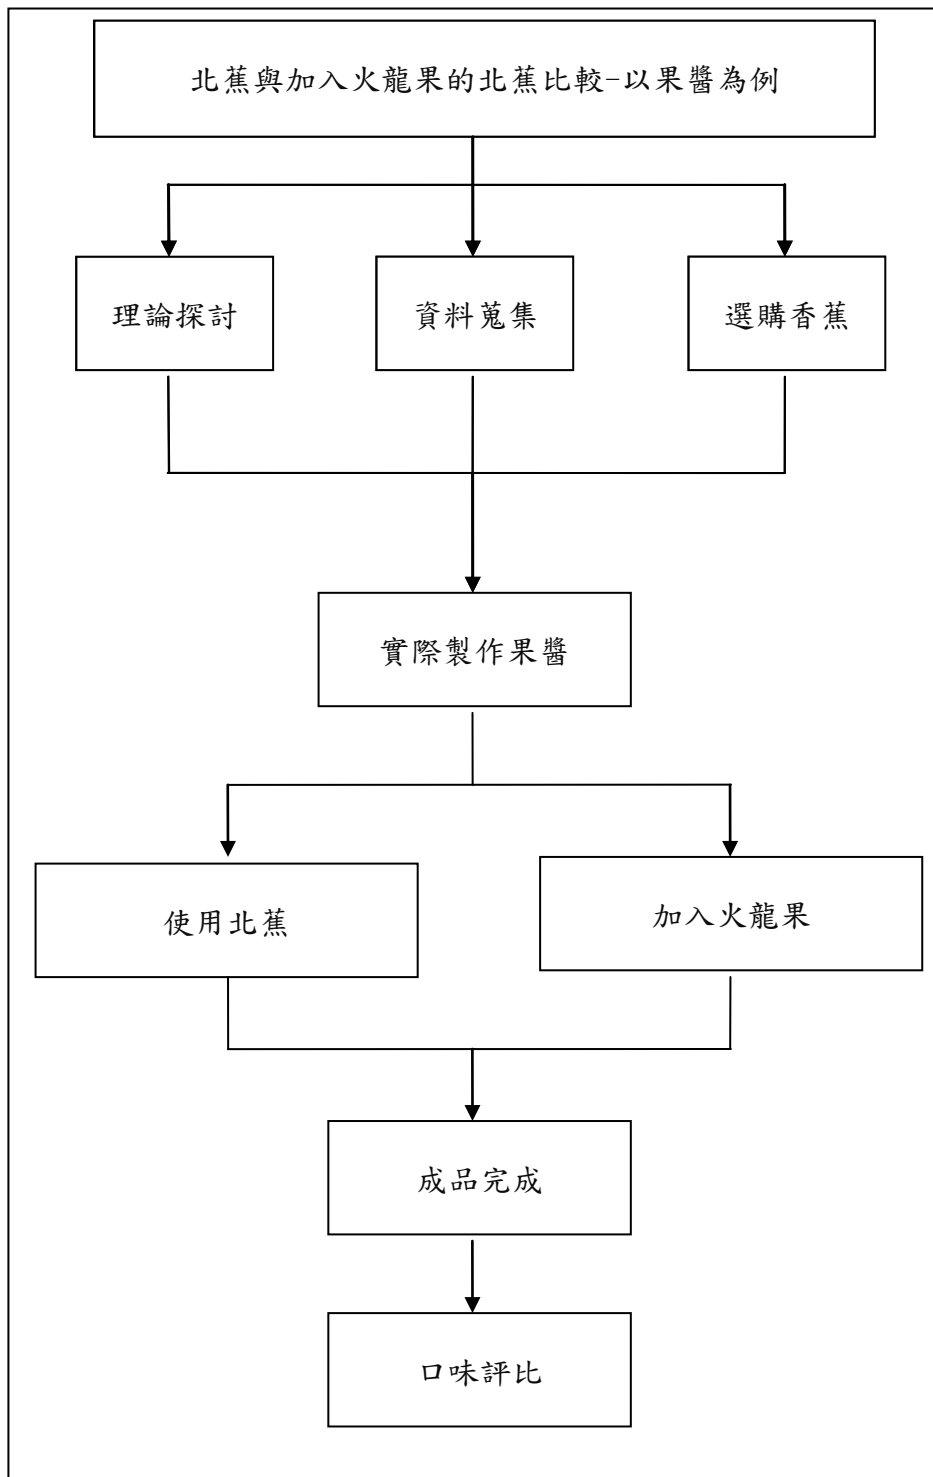 北蕉與加入火龍果的北蕉比較-以果醬為例
理論探討
資料蒐集
選購香蕉
實際製作果醬
使用北蕉
加入火龍果
成品完成
口味評比